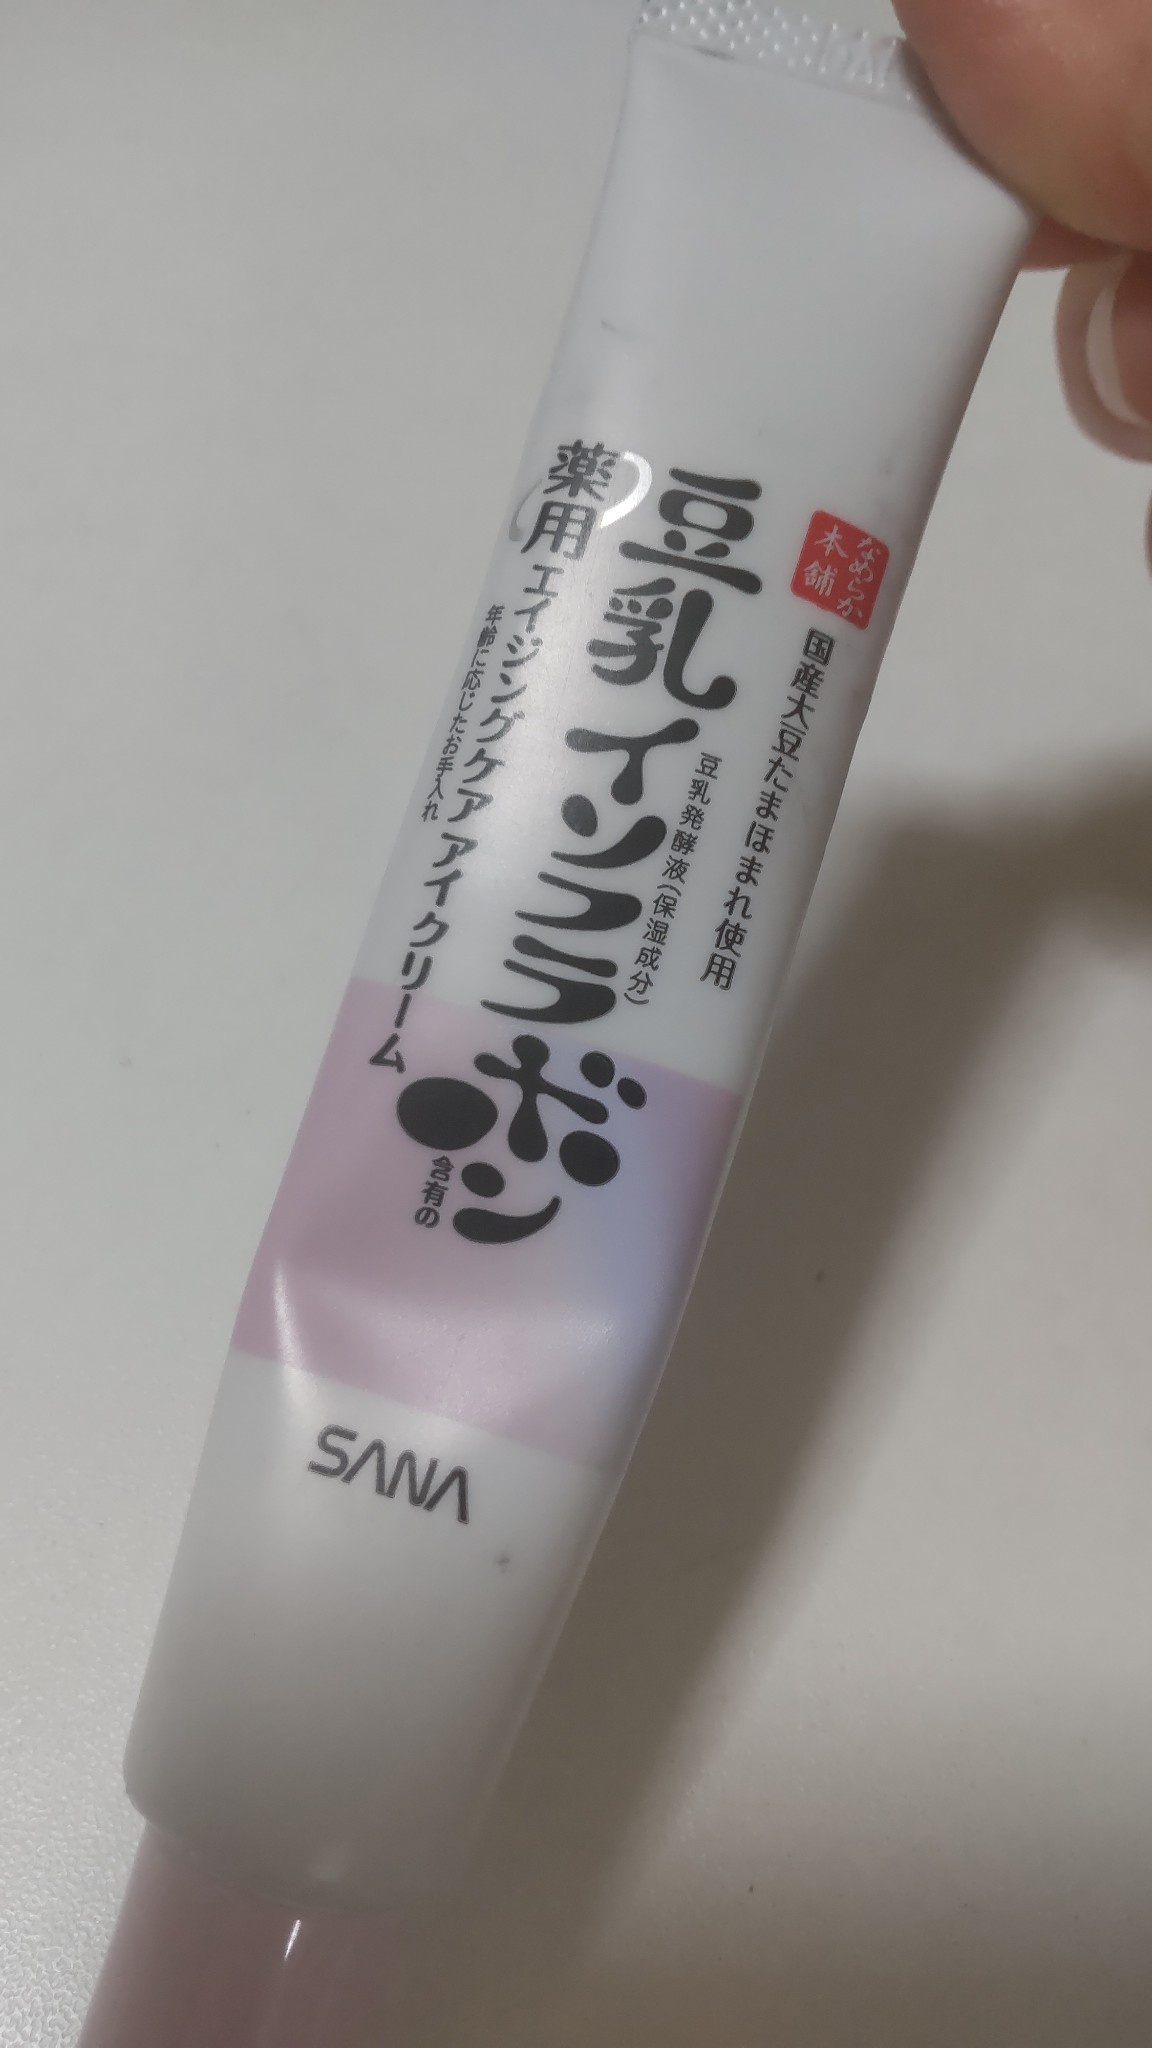 なめらか
本舗
国産大豆たまほまれ使用
豆乳発酵液(保湿成分)
豆乳イソフラボン
含有の
薬用エイジングケアアイクリーム
年齢に応じたお手入れ
SANA